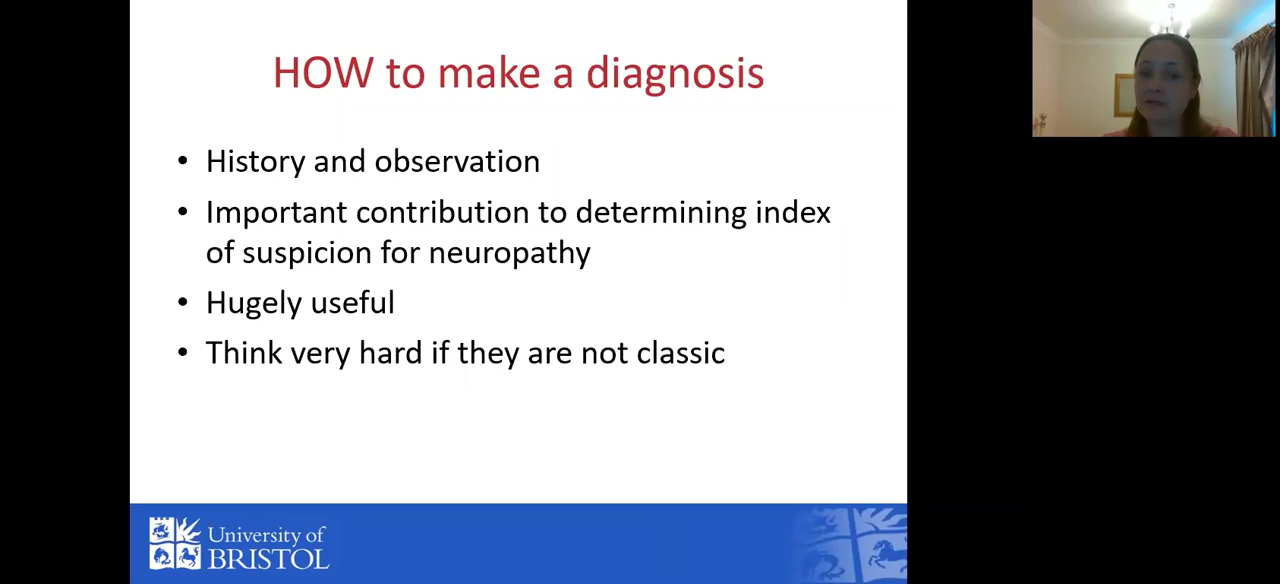 HOW to make a diagnosis
• History and observation
• Important contribution to determining index
of suspicion for neuropathy
• Hugely useful
• Think very hard if they are not classic
University of
BRISTOL